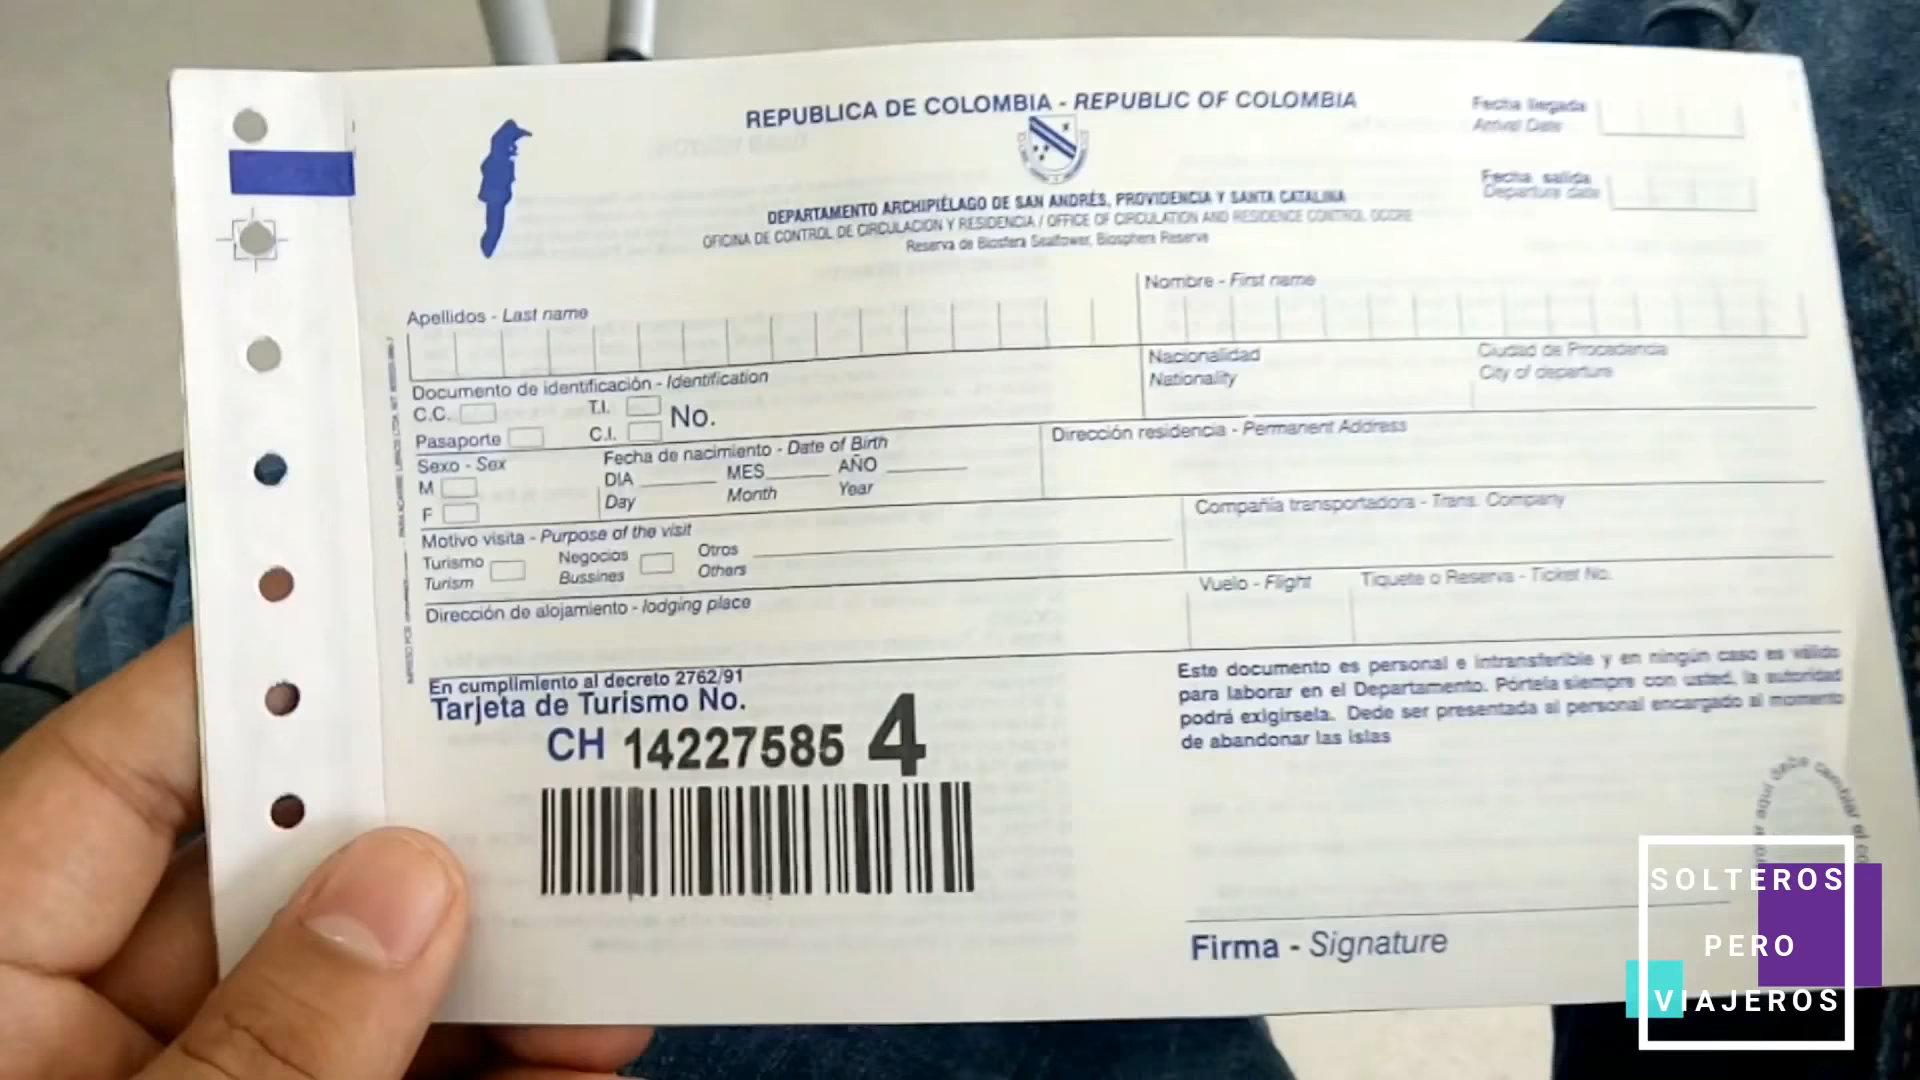 REPUBLICA DE COLOMBIA - REPUBLIC OF COLOMBIA
Fecha llegada
Arrival Date
Fecha salida
Departure date
DEPARTAMENTO ARCHIPIÉLAGO DE SAN ANDRÉS, PROVIDENCIA Y SANTA CATALINA
OFICINA DE CONTROL DE CIRCULACION Y RESIDENCIA / OFFICE OF CIRCULATION AND RESIDENCE CONTROL OCCRE
Reserva de Biosfera Seaflower, Biosphere Reserve
Apellidos - Last name
Nombre - First name
Documento de identificación - Identification
C.C.
T.I.
No.
Pasaporte
C.I.
Nacionalidad
Nationality
Ciudad de Procedencia
City of departure
Sexo - Sex
M
F
Fecha de nacimiento - Date of Birth
DIA MES AÑO
Day Month Year
Dirección residencia - Permanent Address
Motivo visita - Purpose of the visit
Turismo
Turism
Negocios
Bussines
Otros
Others
Compañía transportadora - Trans. Company
Dirección de alojamiento - lodging place
Vuelo - Flight
Tiquete o Reserva - Ticket No.
En cumplimiento al decreto 2762/91
Tarjeta de Turismo No.
CH 14227585 4
Este documento es personal e intransferible y en ningún caso es válido
para laborar en el Departamento. Pórtela siempre con usted, la autoridad
podrá exigirsela. Dede ser presentada al personal encargado al momento
de abandonar las islas
aquí debe cambiar el
Firma - Signature
SOLTEROS
PERO
VIAJEROS